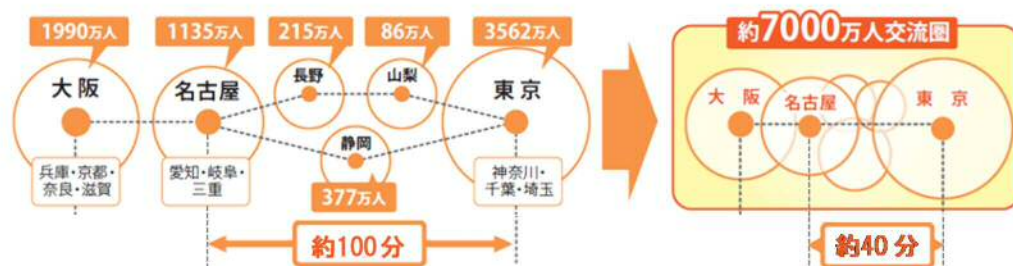 1990万人
1135万人
215万人
86万人
3562万人
大阪
名古屋
長野
山梨
東京
静岡
兵庫・京都・
奈良・滋賀
愛知・岐阜・
三重
377万人
神奈川・
千葉・埼玉
約100分
約7000万人交流圏
大阪
名古屋
東京
約40分